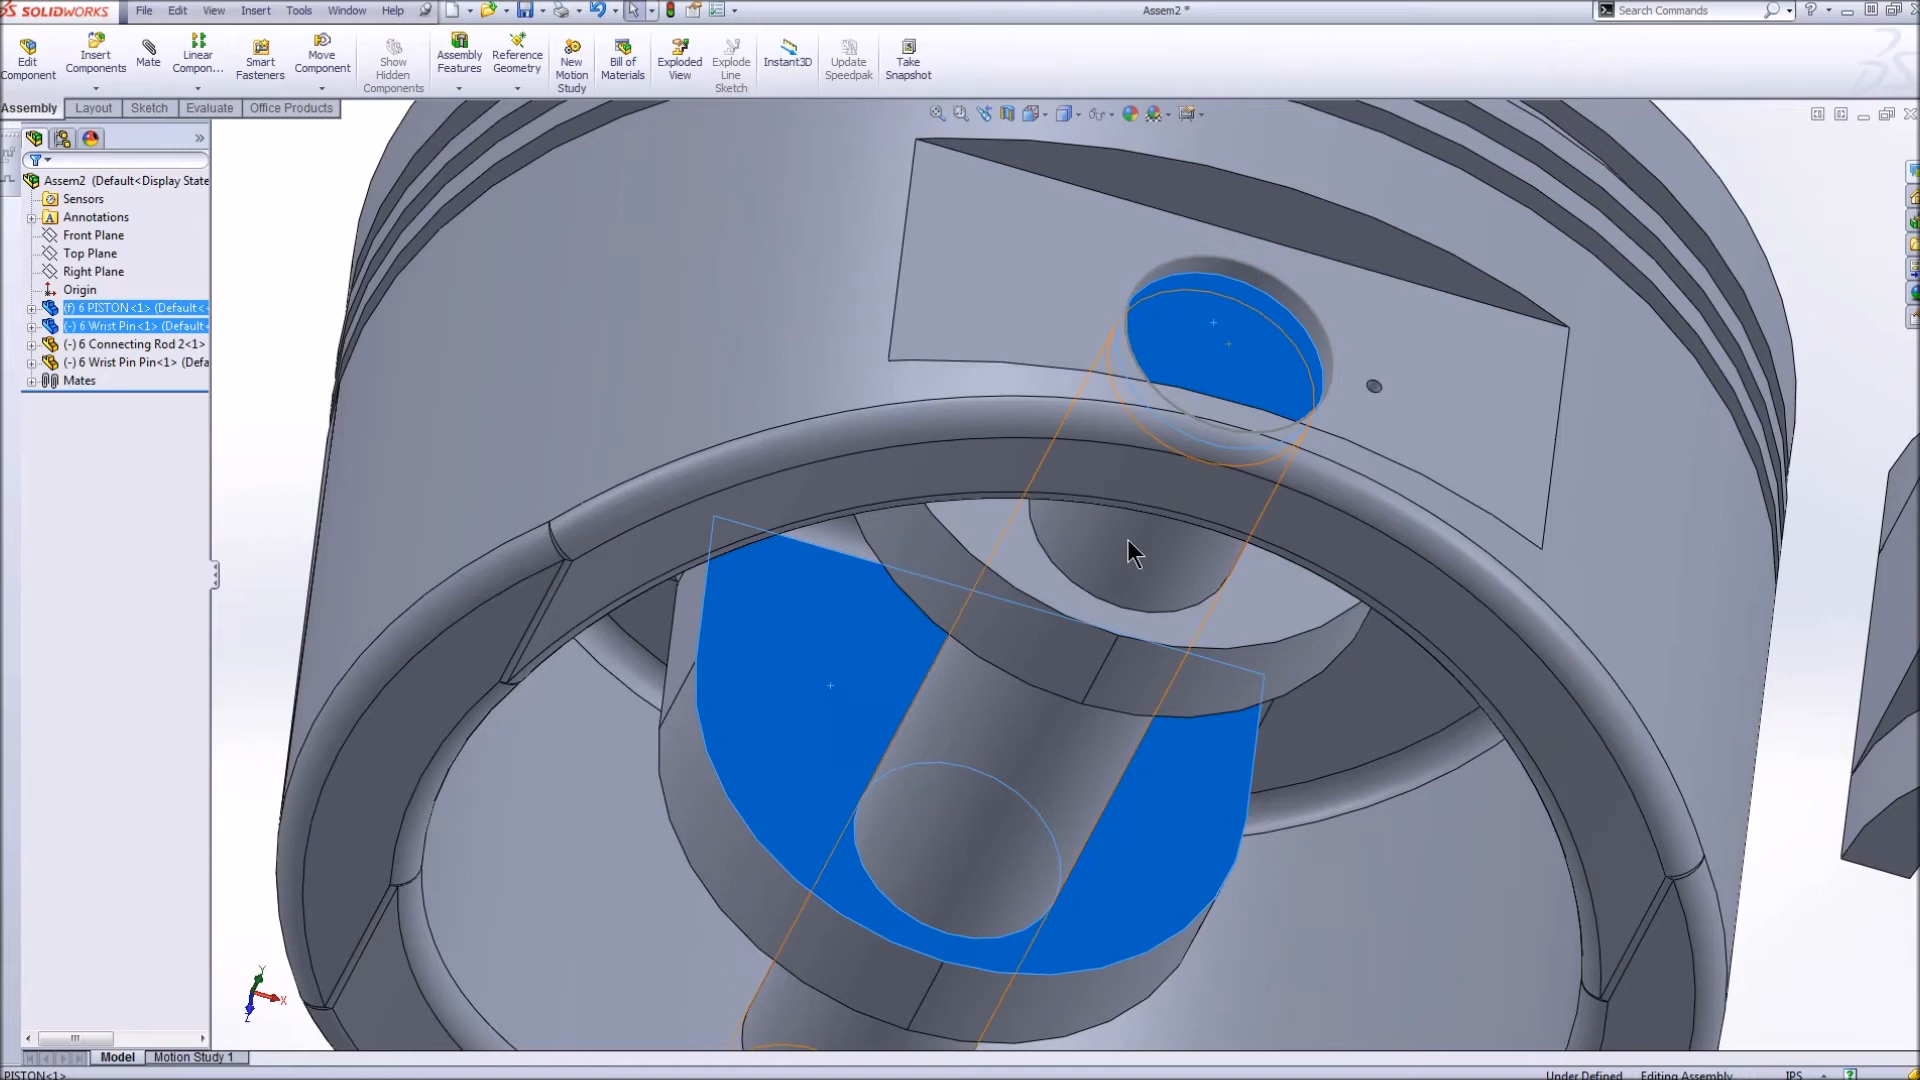 SOLIDWORKS File Edit View Insert Tools Window Help Assem2 * Search Commands
Edit Component
Insert Components
Mate
Linear Compon...
Smart Fasteners
Move Component
Show Hidden Components
Assembly Features
Reference Geometry
New Motion Study
Bill of Materials
Exploded View
Explode Line Sketch
Instant3D
Update Speedpak
Take Snapshot
Assembly Layout Sketch Evaluate Office Products
Assem2 (Default<Display State
Sensors
A Annotations
Front Plane
Top Plane
Right Plane
Origin
(f) 6 PISTON<1> (Default<
(-) 6 Wrist Pin<1> (Default<
(-) 6 Connecting Rod 2<1>
(-) 6 Wrist Pin Pin<1> (Defa
Mates
Y
X
Z
Model Motion Study 1
PISTON<1> Under Defined Editing Assembly IPS